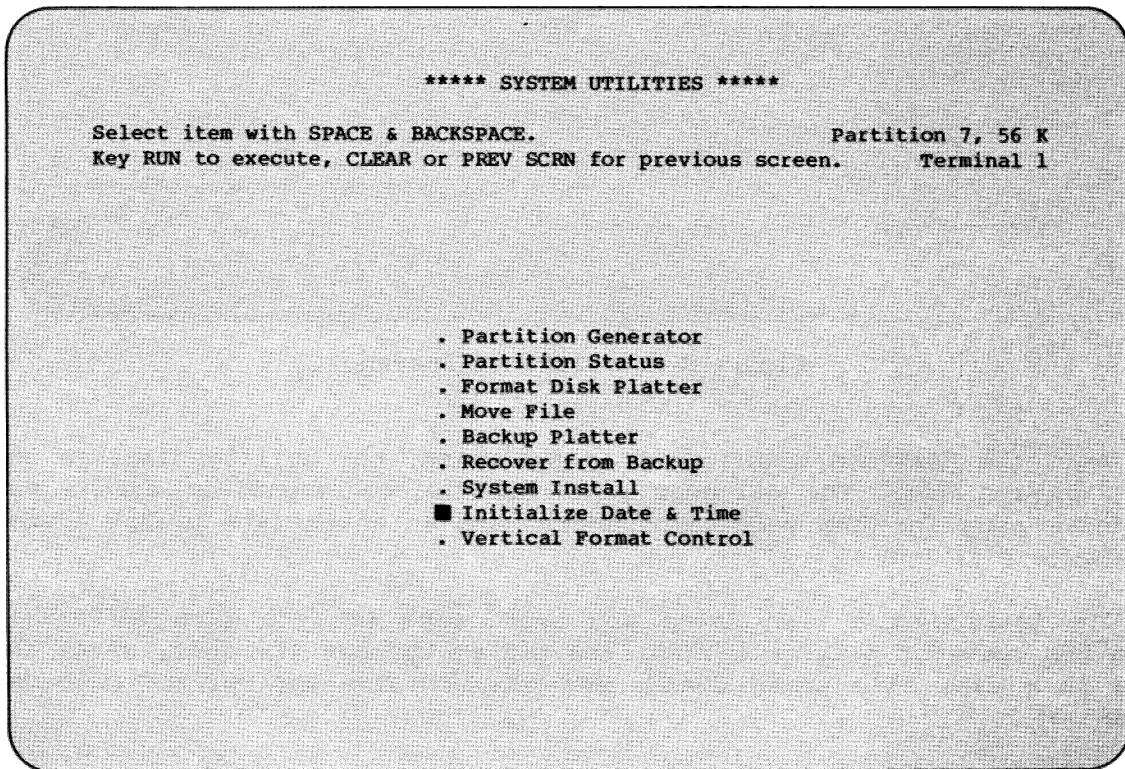 ***** SYSTEM UTILITIES *****
Select item with SPACE & BACKSPACE. Partition 7, 56 K
Key RUN to execute, CLEAR or PREV SCRN for previous screen. Terminal 1
. Partition Generator
. Partition Status
. Format Disk Platter
. Move File
. Backup Platter
. Recover from Backup
. System Install
■ Initialize Date & Time
. Vertical Format Control